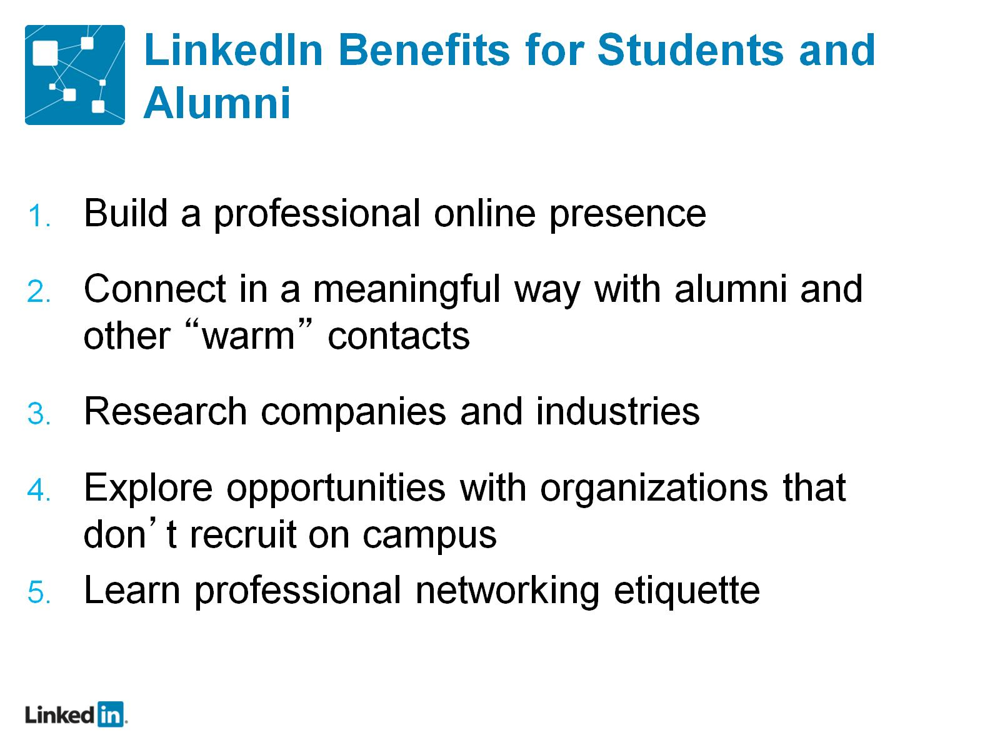 LinkedIn Benefits for Students and
Alumni
1. Build a professional online presence
2. Connect in a meaningful way with alumni and
other “warm” contacts
3. Research companies and industries
4. Explore opportunities with organizations that
don’t recruit on campus
5. Learn professional networking etiquette
Linked in